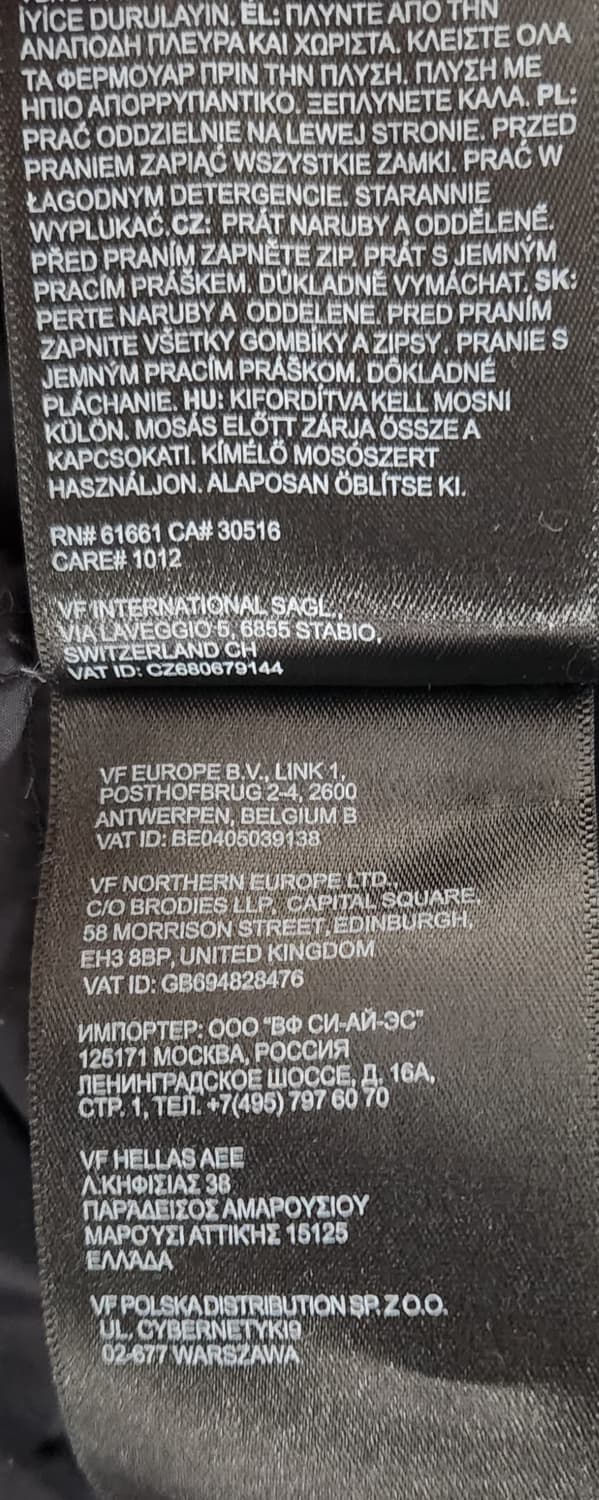 IYİCE DURULAYIN. EL: ΠΛΥΝΤΕ ΑΠΟ ΤΗΝ
ΑΝΑΠΟΔΗ ΠΛΕΥΡΑ ΚΑΙ ΧΩΡΙΣΤΑ. ΚΛΕΙΣΤΕ ΟΛΑ
ΤΑ ΦΕΡΜΟΥΑΡ ΠΡΙΝ ΤΗΝ ΠΛΥΣΗ. ΠΛΥΣΗ ΜΕ
ΗΠΙΟ ΑΠΟΡΡΥΠΑΝΤΙΚΟ. ΞΕΠΛΥΝΕΤΕ ΚΑΛΑ. PL:
PRAĆ ODDZIELNIE NA LEWEJ STRONIE. PRZED
PRANIEM ZAPIĄĆ WSZYSTKIE ZAMKI. PRAĆ W
ŁAGODNYM DETERGENCIE. STARANNIE
WYPLUKAĆ.CZ: PRÁT NARUBY A ODDĚLENĚ.
PŘED PRANÍM ZAPNĚTE ZIP. PRÁT S JEMNÝM
PRACÍM PRÁŠKEM. DŮKLADNĚ VYMÁCHAT. SK:
PERTE NARUBY A ODDELENE. PRED PRANÍM
ZAPNITE VŠETKY GOMBÍKY A ZIPSY . PRANIE S
JEMNÝM PRACÍM PRÁŠKOM. DÔKLADNÉ
PLÁCHANIE. HU: KIFORDÍTVA KELL MOSNI
KÜLÖN. MOSÁS ELŐTT ZÁRJA ÖSSZE A
KAPCSOKATI. KÍMÉLŐ MOSÓSZERT
HASZNÁLJON. ALAPOSAN ÖBLÍTSE KI.
RN# 61661 CA# 30516
CARE# 1012
VF INTERNATIONAL SAGL.,
VIA LAVEGGIO 5, 6855 STABIO,
SWITZERLAND CH
VAT ID: CZ680679144
VF EUROPE B.V., LINK 1,
POSTHOFBRUG 2-4, 2600
ANTWERPEN, BELGIUM B
VAT ID: BE0405039138
VF NORTHERN EUROPE LTD.,
C/O BRODIES LLP, CAPITAL SQUARE,
58 MORRISON STREET, EDINBURGH,
EH3 8BP, UNITED KINGDOM
VAT ID: GB694828476
ИМПОРТЕР: ООО "ВФ СИ-АЙ-ЭС"
125171 МОСКВА, РОССИЯ
ЛЕНИНГРАДСКОЕ ШОССЕ, Д. 16А,
СТР. 1, ТЕЛ. +7(495) 797 60 70
VF HELLAS AEE
Λ.ΚΗΦΙΣΙΑΣ 38
ΠΑΡΆΔΕΙΣΟΣ ΑΜΑΡΟΥΣΙΟΥ
ΜΑΡΟΎΣΙ ΑΤΤΙΚΗΣ 15125
ΕΛΛΆΔΑ
VF POLSKA DISTRIBUTION SP. Z O.O.
UL. CYBERNETYKI9
02-677 WARSZAWA